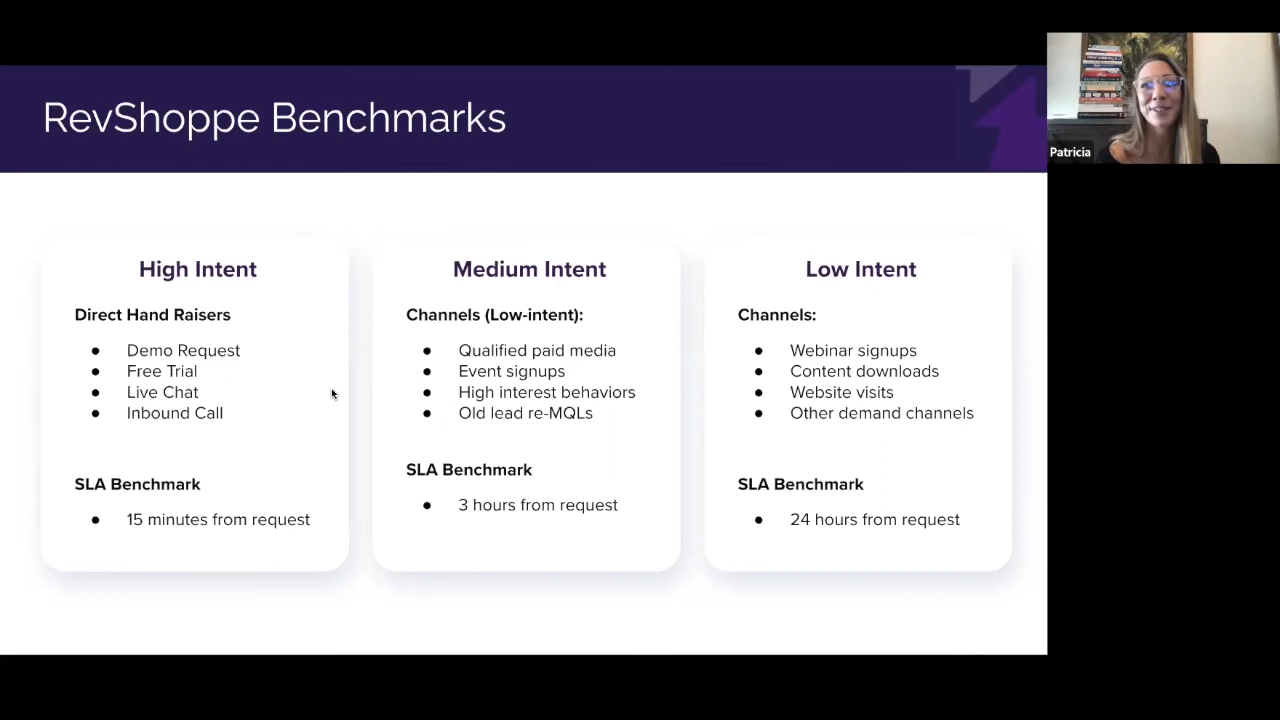 RevShoppe Benchmarks
Patricia
High Intent
Direct Hand Raisers
● Demo Request
● Free Trial
● Live Chat
● Inbound Call
SLA Benchmark
● 15 minutes from request
Medium Intent
Channels (Low-intent):
● Qualified paid media
● Event signups
● High interest behaviors
● Old lead re-MQLs
SLA Benchmark
● 3 hours from request
Low Intent
Channels:
● Webinar signups
● Content downloads
● Website visits
● Other demand channels
SLA Benchmark
● 24 hours from request